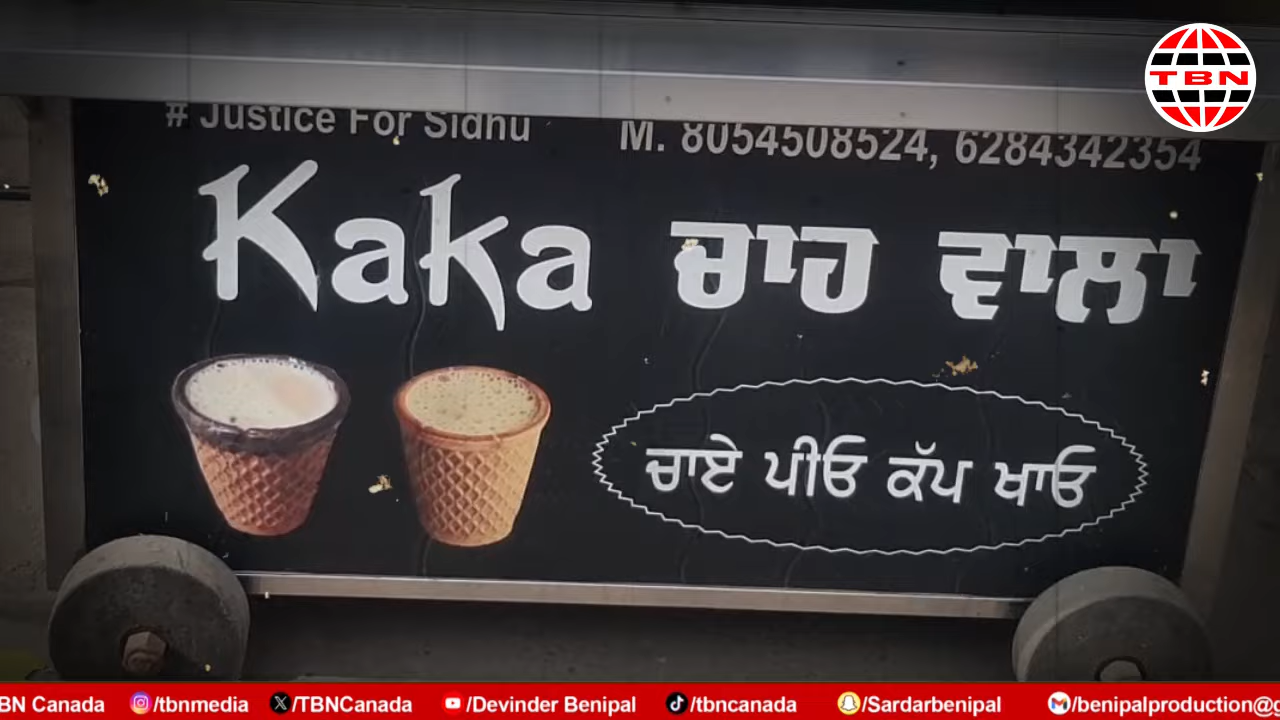 TBN
# Justice For Sidhu
M. 8054508524, 6284342354
Kaka ਚਾਹ ਵਾਲਾ
ਚਾਏ ਪੀਓ ਕੱਪ ਖਾਓ
BN Canada /tbnmedia /TBNCanada /Devinder Benipal /tbncanada /Sardarbenipal /benipalproduction@g